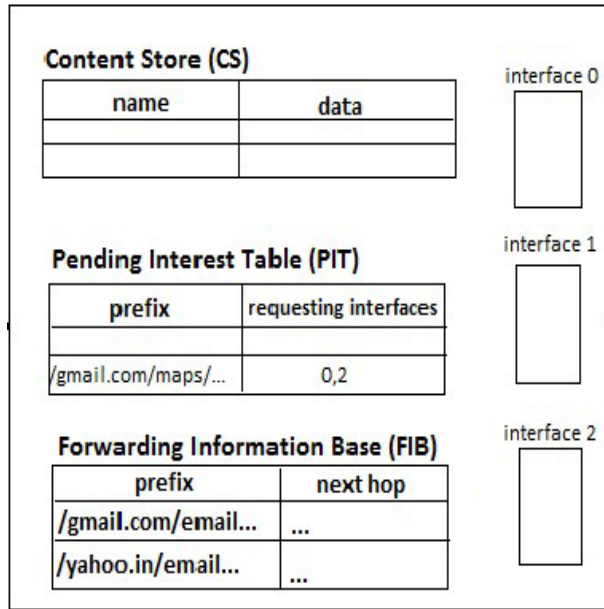 Content Store (CS)
name data
Pending Interest Table (PIT)
prefix requesting interfaces
/gmail.com/maps/... 0,2
Forwarding Information Base (FIB)
prefix next hop
/gmail.com/email... ...
/yahoo.in/email... ...
interface 0
interface 1
interface 2